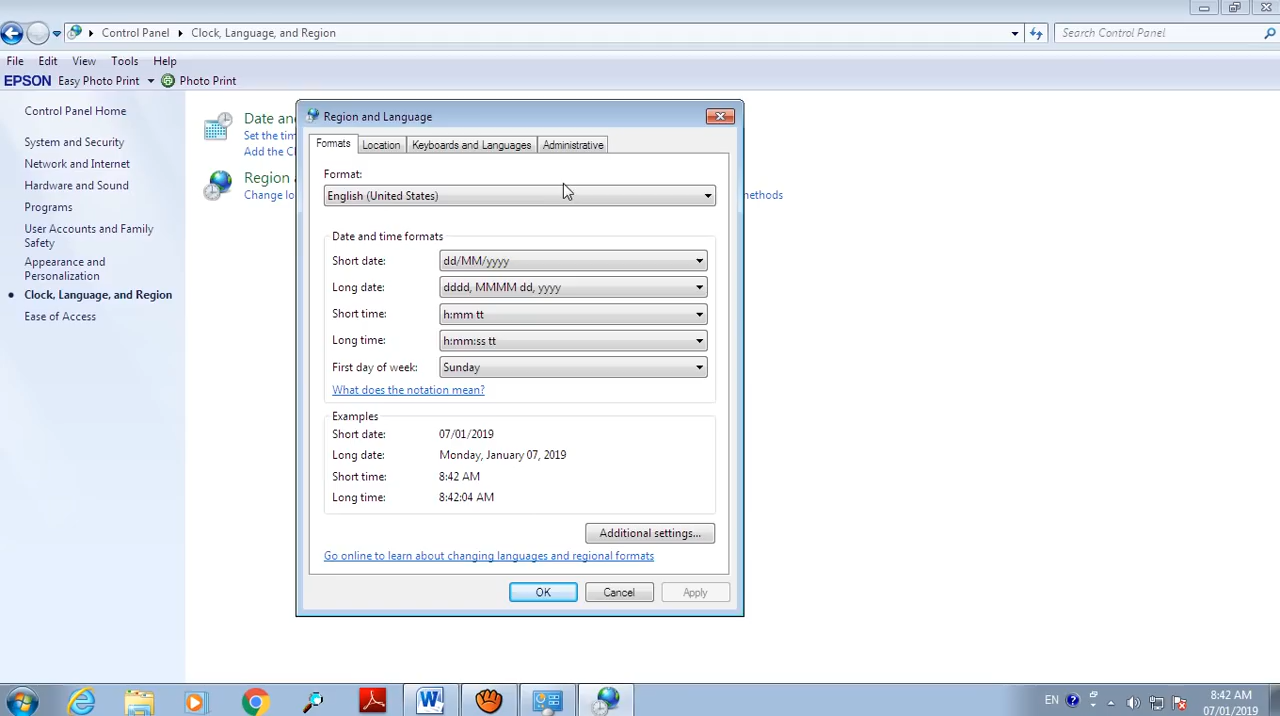 Control Panel
Clock, Language, and Region
Search Control Panel
File
Edit
View
Tools
Help
EPSON
Easy Photo Print
Photo Print
Control Panel Home
System and Security
Network and Internet
Hardware and Sound
Programs
User Accounts and Family
Safety
Appearance and
Personalization
Clock, Language, and Region
Ease of Access
Date an
Set the tim
Add the Cl
Region
Change lo
methods
Region and Language
Formats
Location
Keyboards and Languages
Administrative
Format:
English (United States)
Date and time formats
Short date:
dd/MM/yyyy
Long date:
dddd, MMMM dd, yyyy
Short time:
h:mm tt
Long time:
h:mm:ss tt
First day of week:
Sunday
What does the notation mean?
Examples
Short date:
07/01/2019
Long date:
Monday, January 07, 2019
Short time:
8:42 AM
Long time:
8:42:04 AM
Additional settings...
Go online to learn about changing languages and regional formats
OK
Cancel
Apply
EN
8:42 AM
07/01/2019